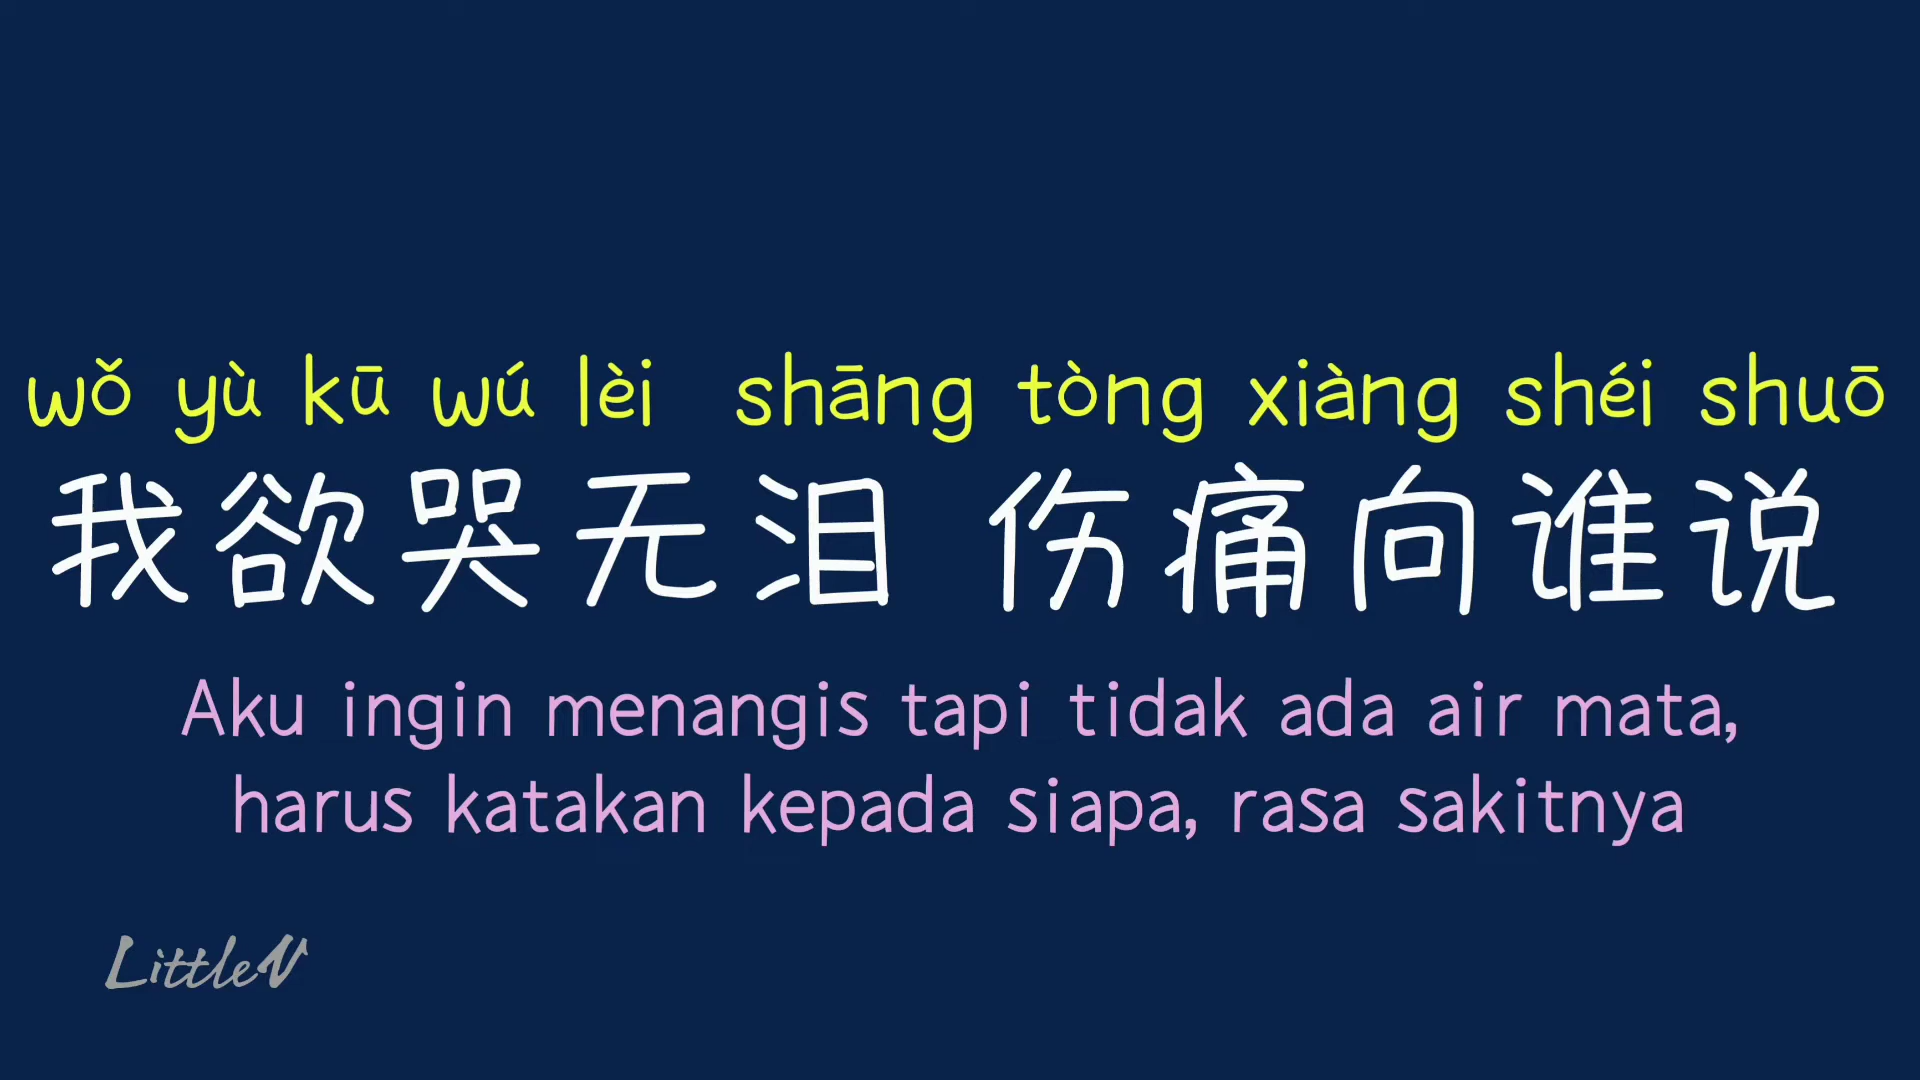 wǒ yù kū wú lèi shāng tòng xiàng shéi shuō
我欲哭无泪 伤痛向谁说
Aku ingin menangis tapi tidak ada air mata,
harus katakan kepada siapa, rasa sakitnya
LittleV